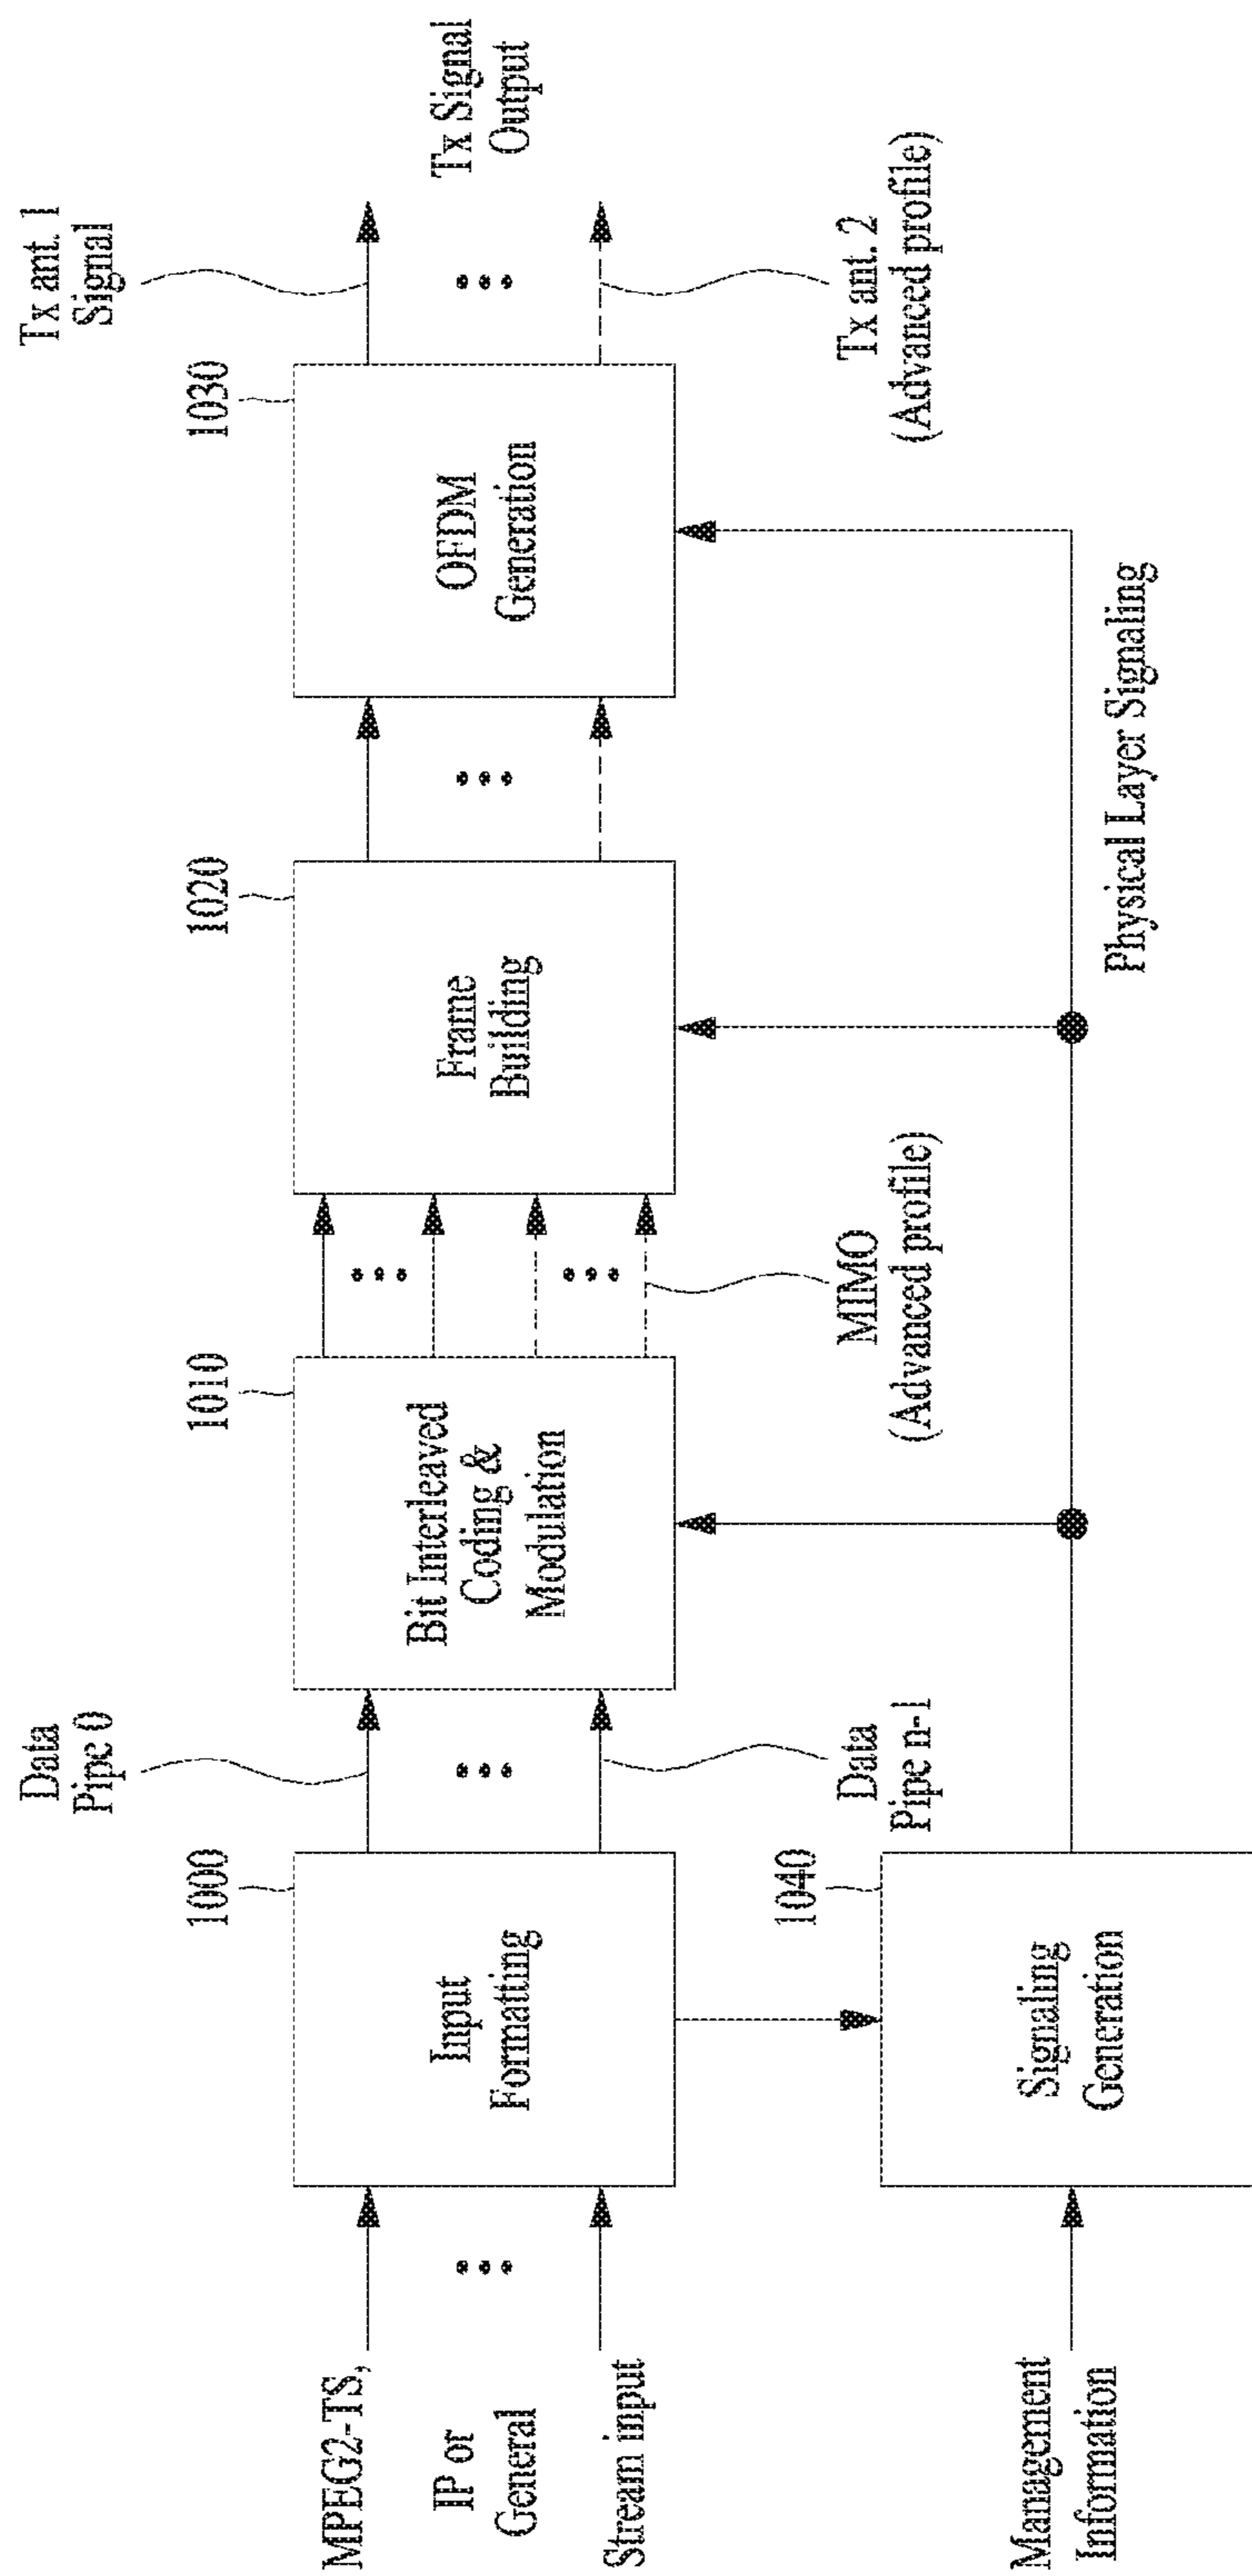 Tx ant. 1
Signal
Data
Pipe 0
1000
1010
1020
1030
MPEG2-TS,
IP or
General
Stream input
Input
Formatting
Bit Interleaved
Coding &
Modulation
Frame
Building
OFDM
Generation
Tx Signal
Output
Data
Pipe n-1
MIMO
(Advanced profile)
Tx ant. 2
(Advanced profile)
1040
Management
Information
Signaling
Generation
Physical Layer Signaling